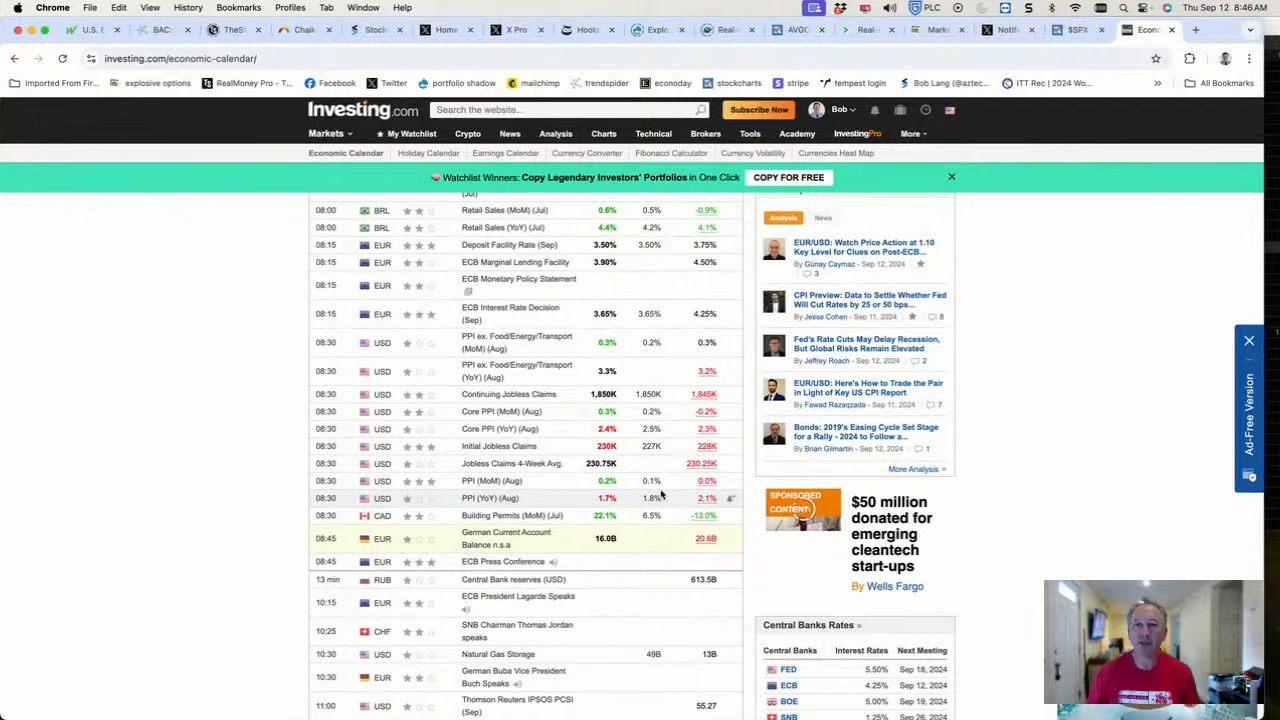 Chrome File Edit View History Bookmarks Profiles Tab Window Help PLC Thu Sep 12 8:46 AM
U.S. I BAC: TheSt Chaik Stocks Home X Pro Hoots Explo Real- AVGO Real- Mark Notifi $SPX Econ
investing.com/economic-calendar/
Imported From Fir... explosive options RealMoney Pro - T... Facebook Twitter portfolio shadow mailchimp trendspider econoday stockcharts stripe tempest login Bob Lang (@aztec... ITT Rec | 2024 Wo... » All Bookmarks
Investing.com Search the website... Subscribe Now Bob
Markets My Watchlist Crypto News Analysis Charts Technical Brokers Tools Academy InvestingPro More
Economic Calendar Holiday Calendar Earnings Calendar Currency Converter Fibonacci Calculator Currency Volatility Currencies Heat Map
Watchlist Winners: Copy Legendary Investors' Portfolios in One Click COPY FOR FREE
(Jul)
08:00 BRL Retail Sales (MoM) (Jul) 0.6% 0.5% -0.9%
08:00 BRL Retail Sales (YoY) (Jul) 4.4% 4.2% 4.1%
08:15 EUR Deposit Facility Rate (Sep) 3.50% 3.50% 3.75%
08:15 EUR ECB Marginal Lending Facility 3.90% 4.50%
08:15 EUR ECB Monetary Policy Statement
08:15 EUR ECB Interest Rate Decision (Sep) 3.65% 3.65% 4.25%
08:30 USD PPI ex. Food/Energy/Transport (MoM) (Aug) 0.3% 0.2% 0.3%
08:30 USD PPI ex. Food/Energy/Transport (YoY) (Aug) 3.3% 3.2%
08:30 USD Continuing Jobless Claims 1,850K 1,850K 1,845K
08:30 USD Core PPI (MoM) (Aug) 0.3% 0.2% -0.2%
08:30 USD Core PPI (YoY) (Aug) 2.4% 2.5% 2.3%
08:30 USD Initial Jobless Claims 230K 227K 228K
08:30 USD Jobless Claims 4-Week Avg. 230.75K 230.25K
08:30 USD PPI (MoM) (Aug) 0.2% 0.1% 0.0%
08:30 USD PPI (YoY) (Aug) 1.7% 1.8% 2.1%
08:30 CAD Building Permits (MoM) (Jul) 22.1% 6.5% -13.0%
08:45 EUR German Current Account Balance n.s.a 16.0B 20.6B
08:45 EUR ECB Press Conference
13 min RUB Central Bank reserves (USD) 613.5B
10:15 EUR ECB President Lagarde Speaks
10:25 CHF SNB Chairman Thomas Jordan speaks
10:30 USD Natural Gas Storage 49B 13B
10:30 EUR German Buba Vice President Buch Speaks
11:00 USD Thomson Reuters IPSOS PCSI (Sep) 55.27
Analysis News
EUR/USD: Watch Price Action at 1.10
Key Level for Clues on Post-ECB...
By Günay Caymaz - Sep 12, 2024
3
CPI Preview: Data to Settle Whether Fed
Will Cut Rates by 25 or 50 bps...
By Jesse Cohen - Sep 11, 2024 8
Fed's Rate Cuts May Delay Recession,
But Global Risks Remain Elevated
By Jeffrey Roach - Sep 12, 2024 2
EUR/USD: Here's How to Trade the Pair
in Light of Key US CPI Report
By Fawad Razaqzada - Sep 11, 2024 7
Bonds: 2019's Easing Cycle Set Stage
for a Rally - 2024 to Follow a...
By Brian Gilmartin - Sep 11, 2024 1
More Analysis »
SPONSORED
CONTENT
$50 million
donated for
emerging
cleantech
start-ups
By Wells Fargo
Central Banks Rates »
Central Banks Interest Rates Next Meeting
FED 5.50% Sep 18, 2024
ECB 4.25% Sep 12, 2024
BOE 5.00% Sep 19, 2024
SNB 1.25% Sep 26, 2024
Ad-Free Version